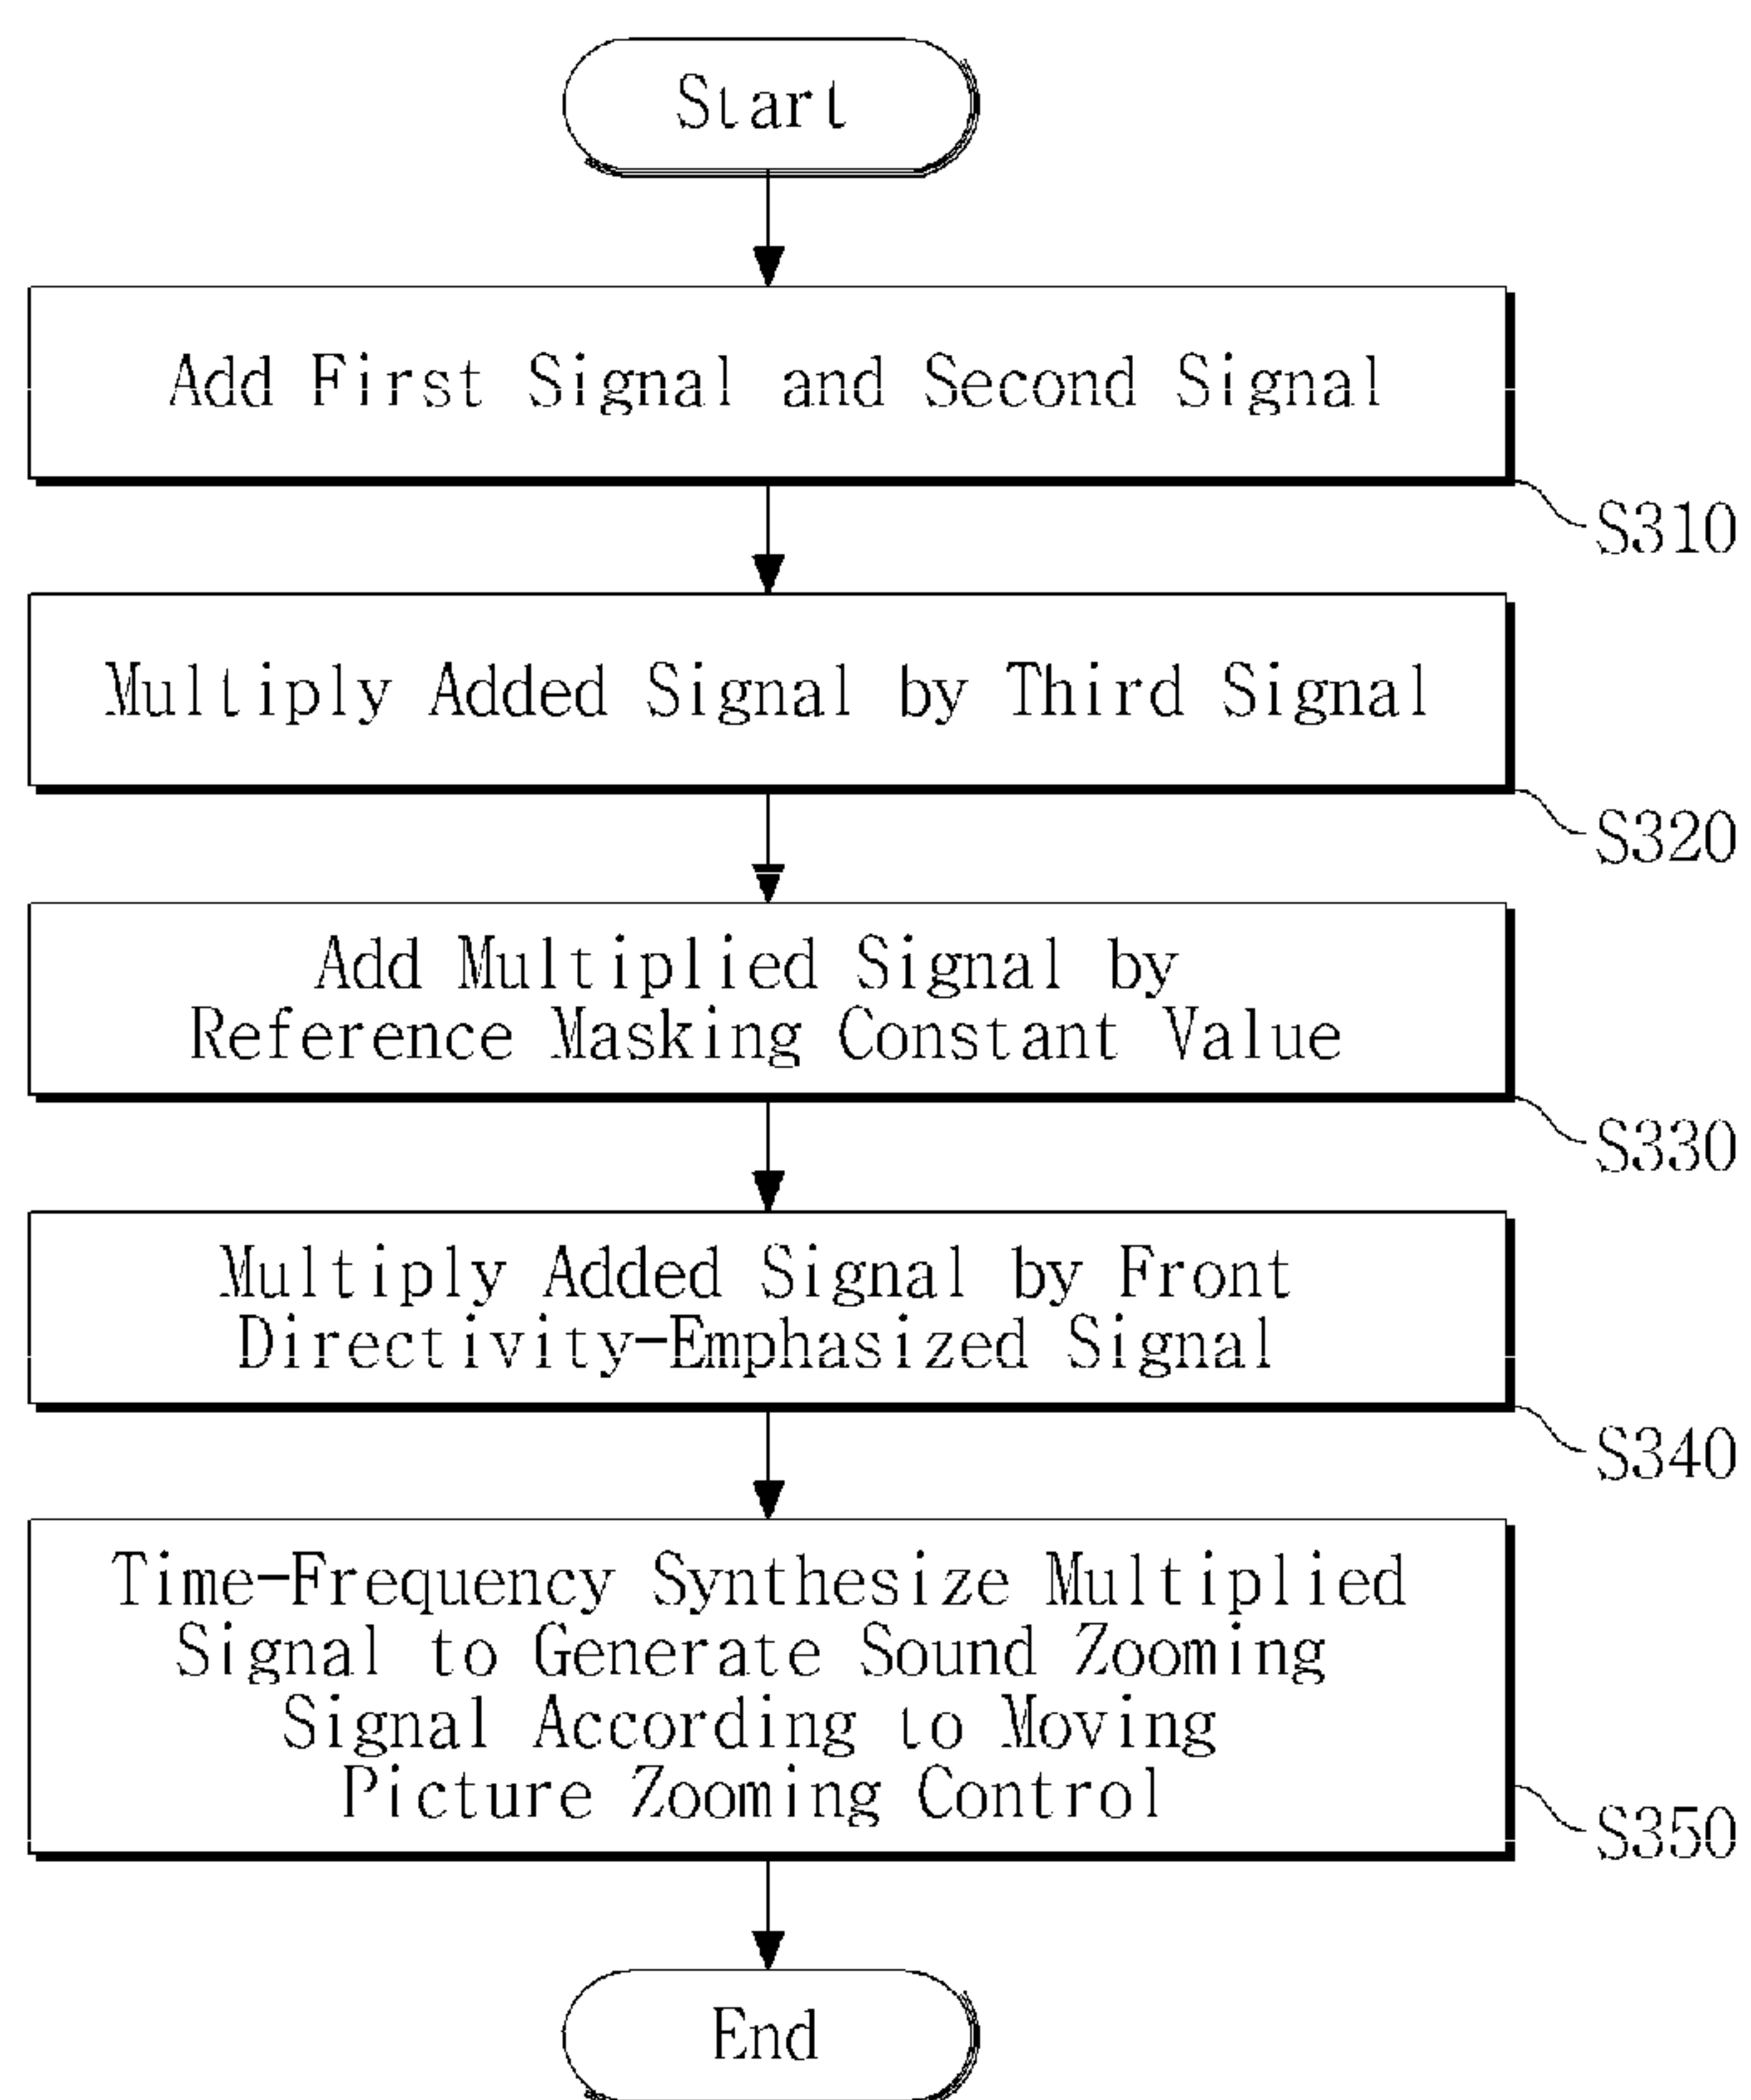 Start
Add First Signal and Second Signal
S310
Multiply Added Signal by Third Signal
S320
Add Multiplied Signal by
Reference Masking Constant Value
S330
Multiply Added Signal by Front
Directivity-Emphasized Signal
S340
Time-Frequency Synthesize Multiplied
Signal to Generate Sound Zooming
Signal According to Moving
Picture Zooming Control
S350
End